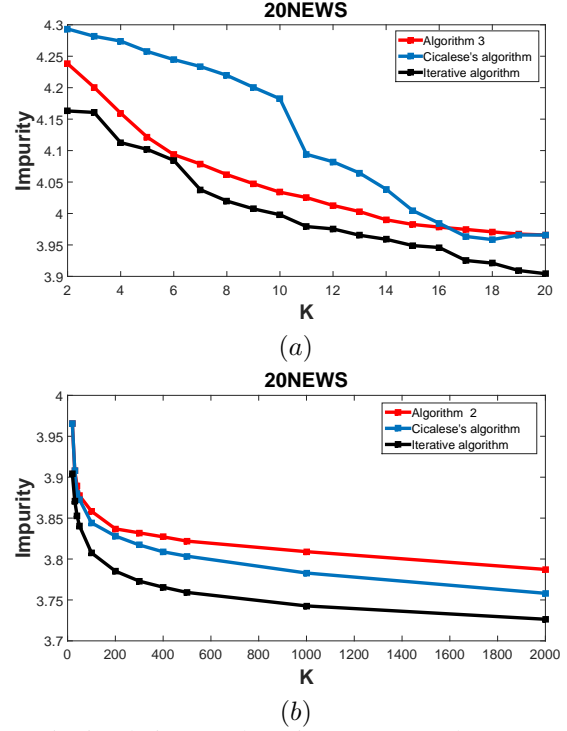 20NEWS
4.3
4.25
4.2
4.15
4.1
4.05
4
3.95
3.9
Impurity
Algorithm 3
Cicalese's algorithm
Iterative algorithm
2 4 6 8 10 12 14 16 18 20
K
(a)
20NEWS
4
3.95
3.9
3.85
3.8
3.75
3.7
Impurity
Algorithm 2
Cicalese's algorithm
Iterative algorithm
0 200 400 600 800 1000 1200 1400 1600 1800 2000
K
(b)